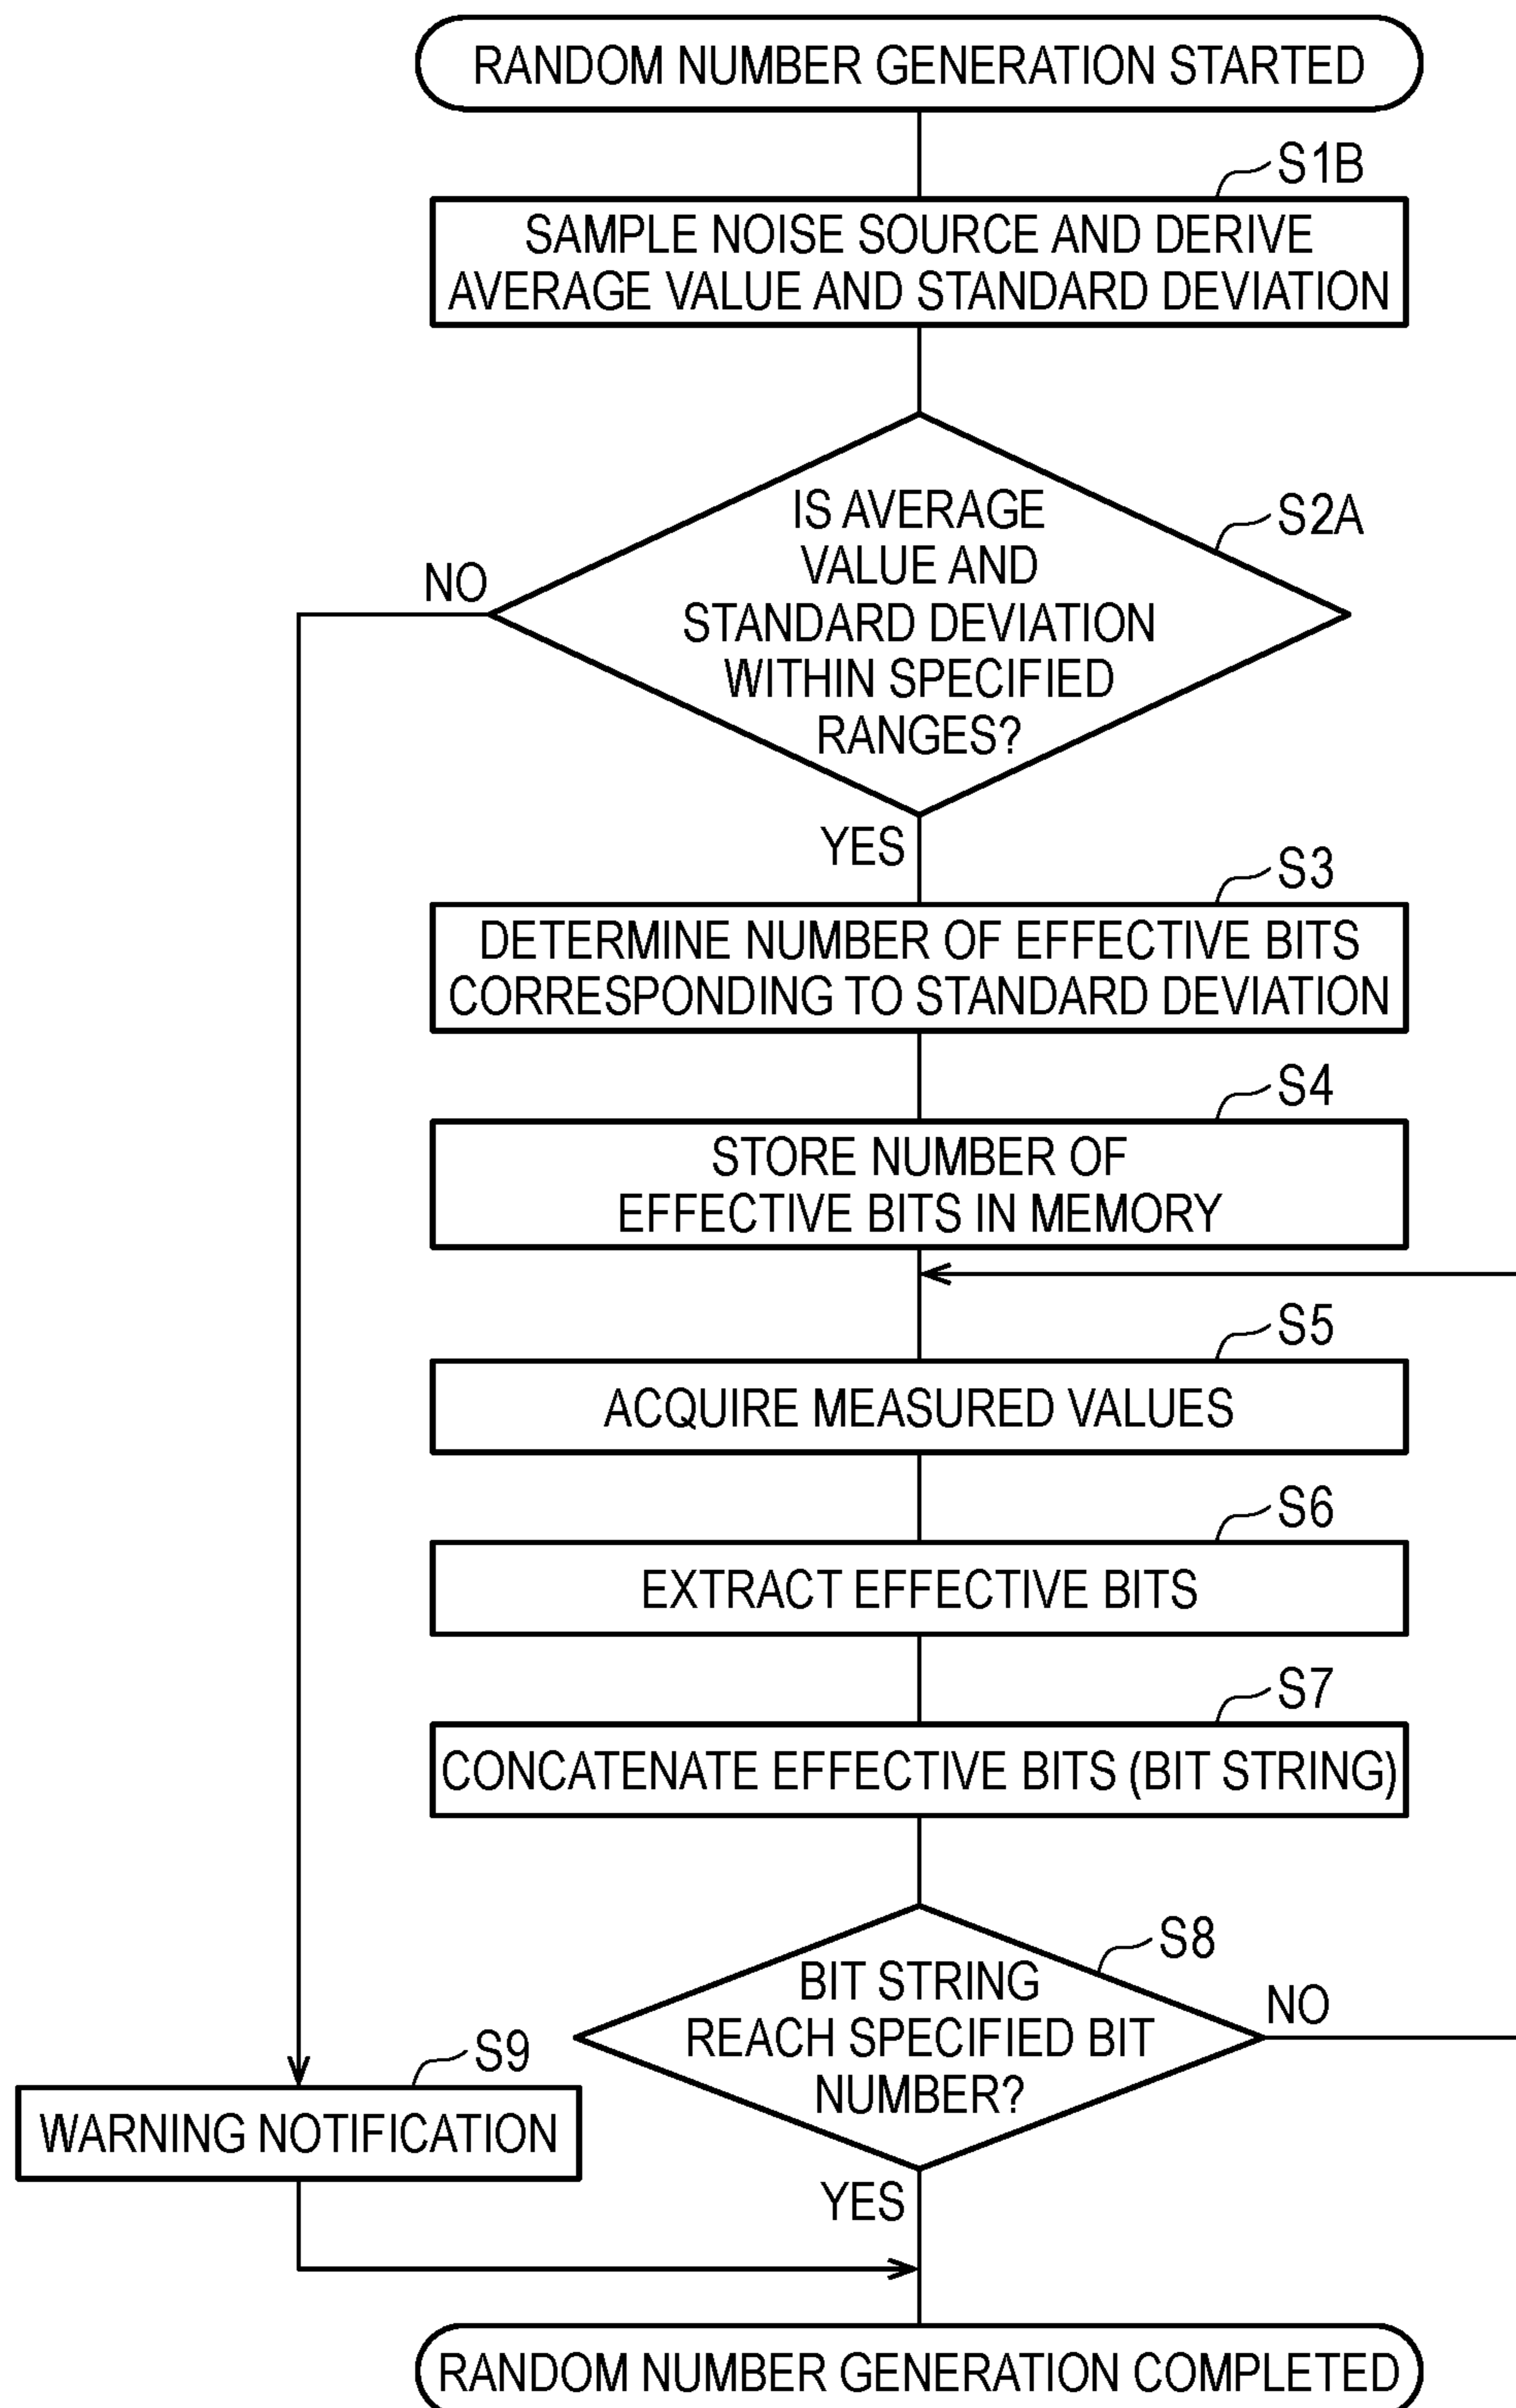 RANDOM NUMBER GENERATION STARTED
S1B
SAMPLE NOISE SOURCE AND DERIVE
AVERAGE VALUE AND STANDARD DEVIATION
S2A
IS AVERAGE
VALUE AND
STANDARD DEVIATION
WITHIN SPECIFIED
RANGES?
NO
YES
S3
DETERMINE NUMBER OF EFFECTIVE BITS
CORRESPONDING TO STANDARD DEVIATION
S4
STORE NUMBER OF
EFFECTIVE BITS IN MEMORY
S5
ACQUIRE MEASURED VALUES
S6
EXTRACT EFFECTIVE BITS
S7
CONCATENATE EFFECTIVE BITS (BIT STRING)
S8
BIT STRING
REACH SPECIFIED BIT
NUMBER?
NO
S9
WARNING NOTIFICATION
YES
RANDOM NUMBER GENERATION COMPLETED